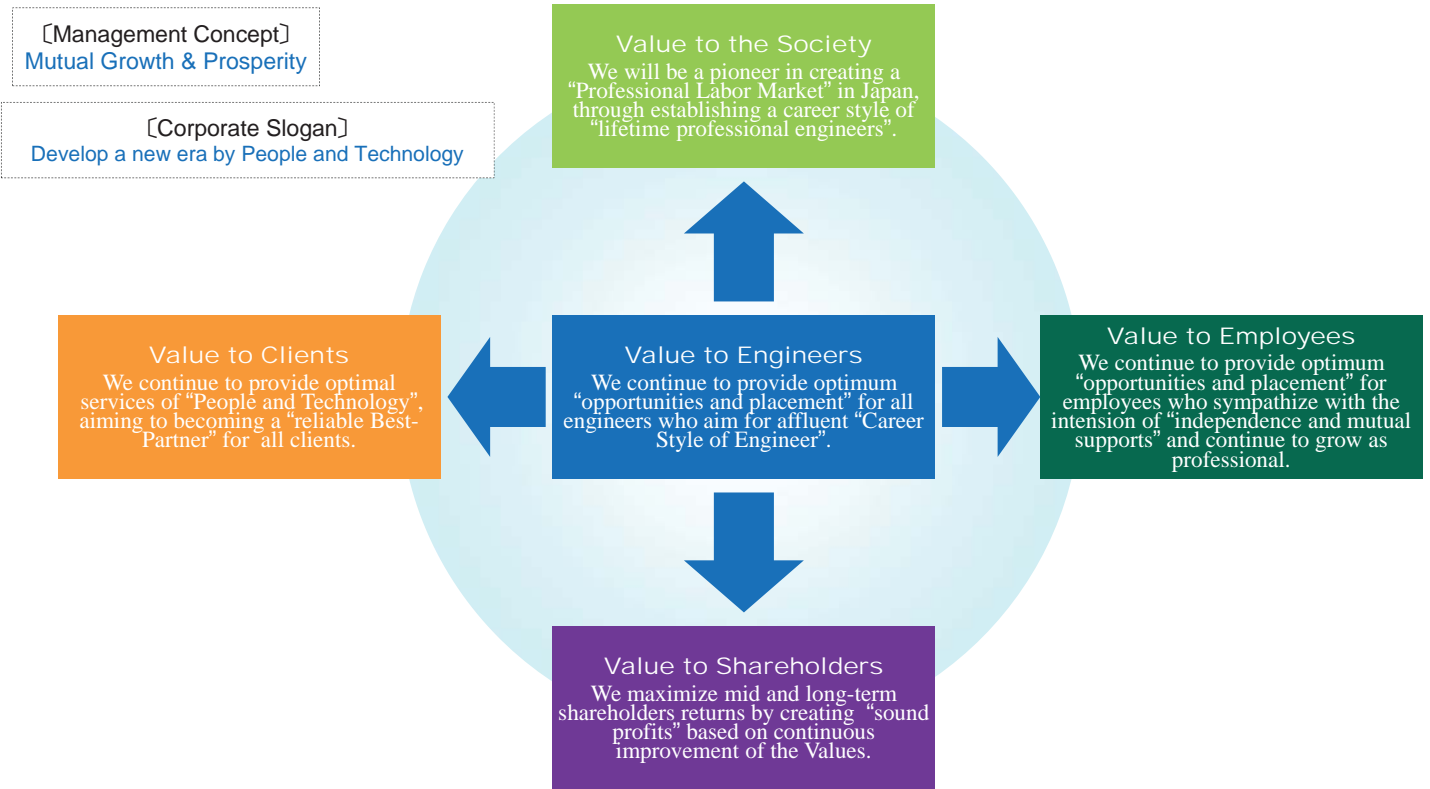 〔Management Concept〕
Mutual Growth & Prosperity
〔Corporate Slogan〕
Develop a new era by People and Technology
Value to the Society
We will be a pioneer in creating a
“Professional Labor Market” in Japan,
through establishing a career style of
“lifetime professional engineers”.
Value to Clients
We continue to provide optimal
services of “People and Technology”,
aiming to becoming a “reliable Best-
Partner” for all clients.
Value to Engineers
We continue to provide optimum
“opportunities and placement” for all
engineers who aim for affluent “Career
Style of Engineer”.
Value to Employees
We continue to provide optimum
“opportunities and placement” for
employees who sympathize with the
intension of “independence and mutual
supports” and continue to grow as
professional.
Value to Shareholders
We maximize mid and long-term
shareholders returns by creating “sound
profits” based on continuous
improvement of the Values.